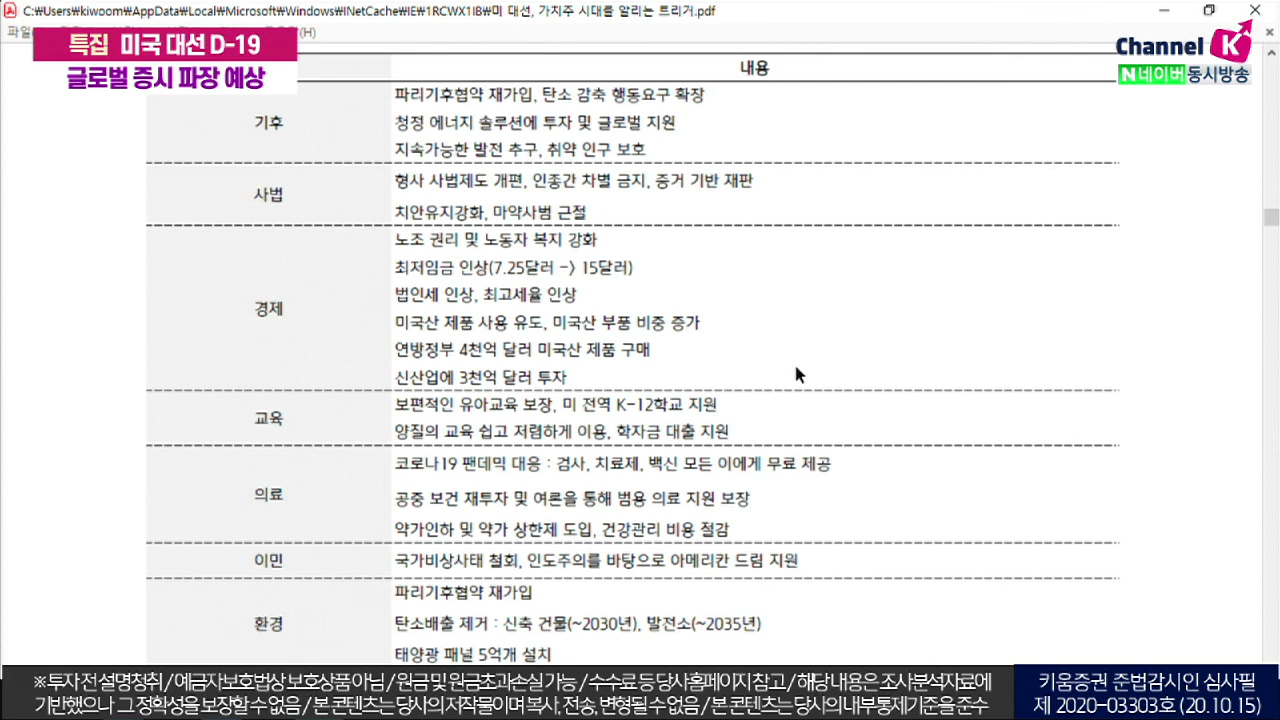 C:₩Users₩kiwoom₩AppData₩Local₩Microsoft₩Windows₩INetCache₩IE₩1RCWX1IB₩미 대선, 가치주 시대를 알리는 트리거.pdf
(H)
특집 미국 대선 D-19
글로벌 증시 파장 예상
Channel K
N 네이버 동시방송
내용
기후
파리기후협약 재가입, 탄소 감축 행동요구 확장
청정 에너지 솔루션에 투자 및 글로벌 지원
지속가능한 발전 추구, 취약 인구 보호
사법
형사 사법제도 개편, 인종간 차별 금지, 증거 기반 재판
치안유지강화, 마약사범 근절
경제
노조 권리 및 노동자 복지 강화
최저임금 인상(7.25달러 -> 15달러)
법인세 인상, 최고세율 인상
미국산 제품 사용 유도, 미국산 부품 비중 증가
연방정부 4천억 달러 미국산 제품 구매
신산업에 3천억 달러 투자
교육
보편적인 유아교육 보장, 미 전역 K-12학교 지원
양질의 교육 쉽고 저렴하게 이용, 학자금 대출 지원
의료
코로나19 팬데믹 대응 : 검사, 치료제, 백신 모든 이에게 무료 제공
공중 보건 재투자 및 여론을 통해 범용 의료 지원 보장
약가인하 및 약가 상한제 도입, 건강관리 비용 절감
이민
국가비상사태 철회, 인도주의를 바탕으로 아메리칸 드림 지원
환경
파리기후협약 재가입
탄소배출 제거 : 신축 건물(~2030년), 발전소(~2035년)
태양광 패널 5억개 설치
※ 투자 전 설명청취 / 예금자보호법상 보호상품 아님 / 원금 및 원금초과손실 가능 / 수수료 등 당사홈페이지 참고 / 해당 내용은 조사분석자료에
기반했으나 그 정확성을 보장할 수 없음 / 본 콘텐츠는 당사의 저작물이며 복사, 전송, 변형될 수 없음 / 본 콘텐츠는 당사의 내부통제기준을 준수
키움증권 준법감시인 심사필
제 2020-03303호 (20.10.15)